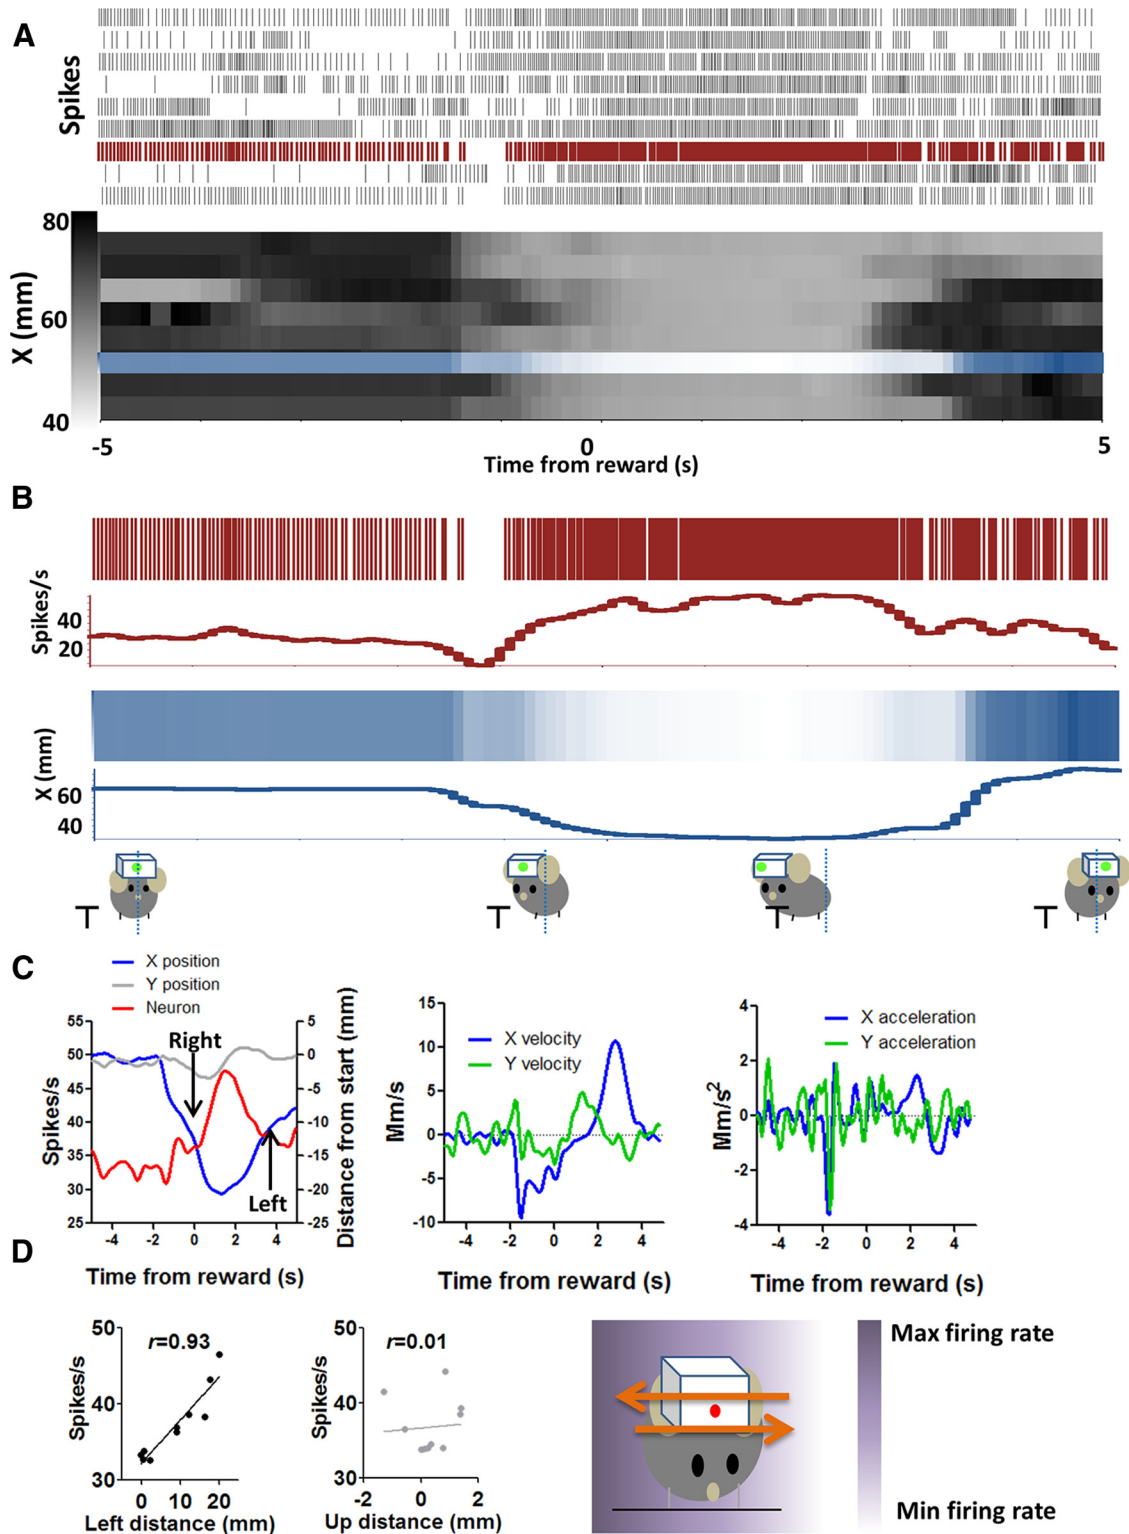 A
Spikes
80
60
40
X (mm)
-5
0
5
Time from reward (s)
B
Spikes/s
40
20
X (mm)
60
40
C
X position
Y position
Neuron
55
50
45
40
35
30
25
Spikes/s
Right
Left
5
0
-5
-10
-15
-20
-25
Distance from start (mm)
-4
-2
0
2
4
Time from reward (s)
15
10
5
0
-5
-10
Mm/s
X velocity
Y velocity
-4
-2
0
2
4
Time from reward (s)
4
2
0
-2
-4
Mm/s²
X acceleration
Y acceleration
-4
-2
0
2
4
Time from reward (s)
D
50
40
30
Spikes/s
r=0.93
0
10
20
Left distance (mm)
50
40
30
Spikes/s
r=0.01
-2
0
2
Up distance (mm)
Max firing rate
Min firing rate